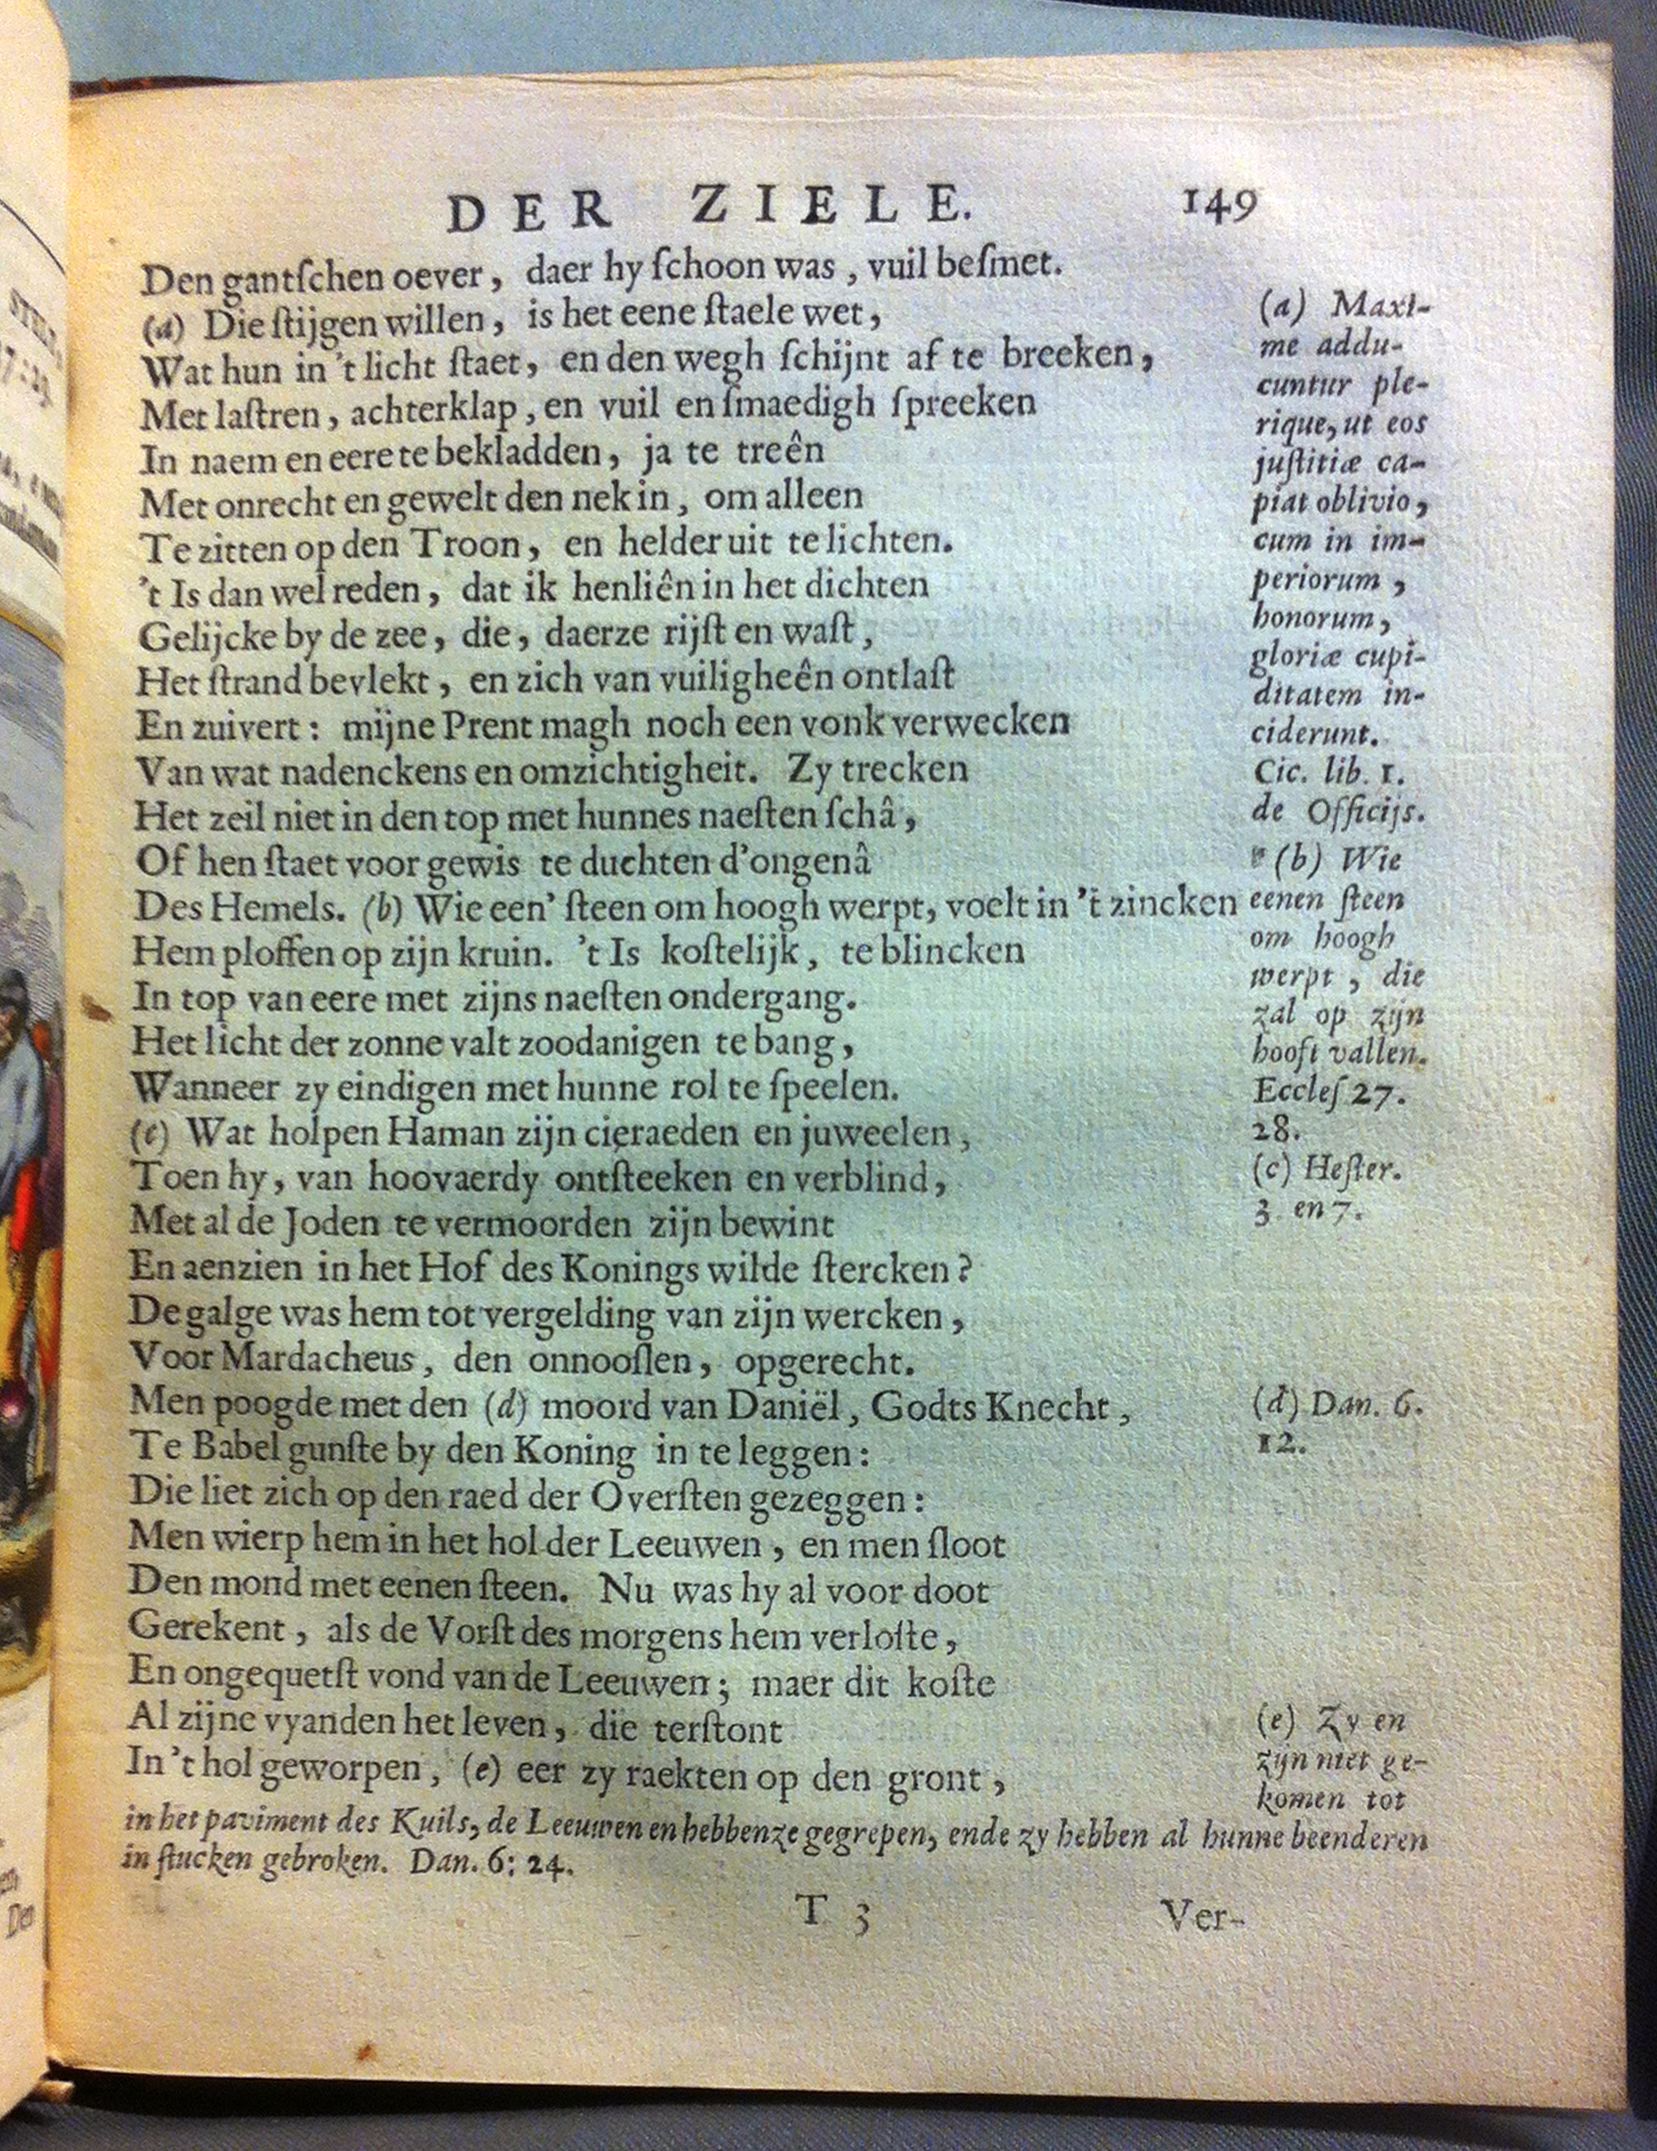 DER ZIELE. 149
Den gantſchen oever, daer hy ſchoon was, vuil beſmet.
(a) Die ſtijgen willen, is het eene ſtaele wet,
Wat hun in 't licht ſtaet, en den wegh ſchijnt af te breeken,
Met laſtren, achterklap, en vuil en ſmaedigh ſpreeken
In naem en eere te bekladden, ja te treên
Met onrecht en gewelt den nek in, om alleen
Te zitten op den Troon, en helder uit te lichten.
't Is dan wel reden, dat ik henliên in het dichten
Gelijcke by de zee, die, daerze rijſt en waſt,
Het ſtrand bevlekt, en zich van vuiligheên ontlaſt
En zuivert: mijne Prent magh noch een vonk verwecken
Van wat nadenckens en omzichtigheit. Zy trecken
Het zeil niet in den top met hunnes naeſten ſchâ,
Of hen ſtaet voor gewis te duchten d'ongenâ
Des Hemels. (b) Wie een' ſteen om hoogh werpt, voelt in 't zincken
Hem ploffen op zijn kruin. 't Is koſtelijk, te blincken
In top van eere met zijns naeſten ondergang.
Het licht der zonne valt zoodanigen te bang,
Wanneer zy eindigen met hunne rol te ſpeelen.
(c) Wat holpen Haman zijn cieraeden en juweelen,
Toen hy, van hoovaerdy ontſteeken en verblind,
Met al de Joden te vermoorden zijn bewint
En aenzien in het Hof des Konings wilde ſtercken?
De galge was hem tot vergelding van zijn wercken,
Voor Mardacheus, den onnooſlen, opgerecht.
Men poogde met den (d) moord van Daniël, Godts Knecht,
Te Babel gunſte by den Koning in te leggen:
Die liet zich op den raed der Overſten gezeggen:
Men wierp hem in het hol der Leeuwen, en men ſloot
Den mond met eenen ſteen. Nu was hy al voor doot
Gerekent, als de Vorſt des morgens hem verloſte,
En ongequetſt vond van de Leeuwen; maer dit koſte
Al zijne vyanden het leven, die terſtont
In 't hol geworpen, (e) eer zy raekten op den gront,
(a) Maxi-
me addu-
cuntur ple-
rique, ut eos
juſtitiæ ca-
piat oblivio,
cum in im-
periorum,
honorum,
gloriæ cupi-
ditatem in-
ciderunt.
Cic. lib. 1.
de Officijs.
(b) Wie
eenen ſteen
om hoogh
werpt, die
zal op zijn
hooft vallen.
Eccleſ 27.
28.
(c) Heſter.
3. en 7.
(d) Dan. 6.
12.
(e) Zy en
zijn niet ge-
komen tot
in het paviment des Kuils, de Leeuwen en hebbenze gegrepen, ende zy hebben al hunne beenderen
in ſtucken gebroken. Dan. 6: 24.
T 3 Ver-